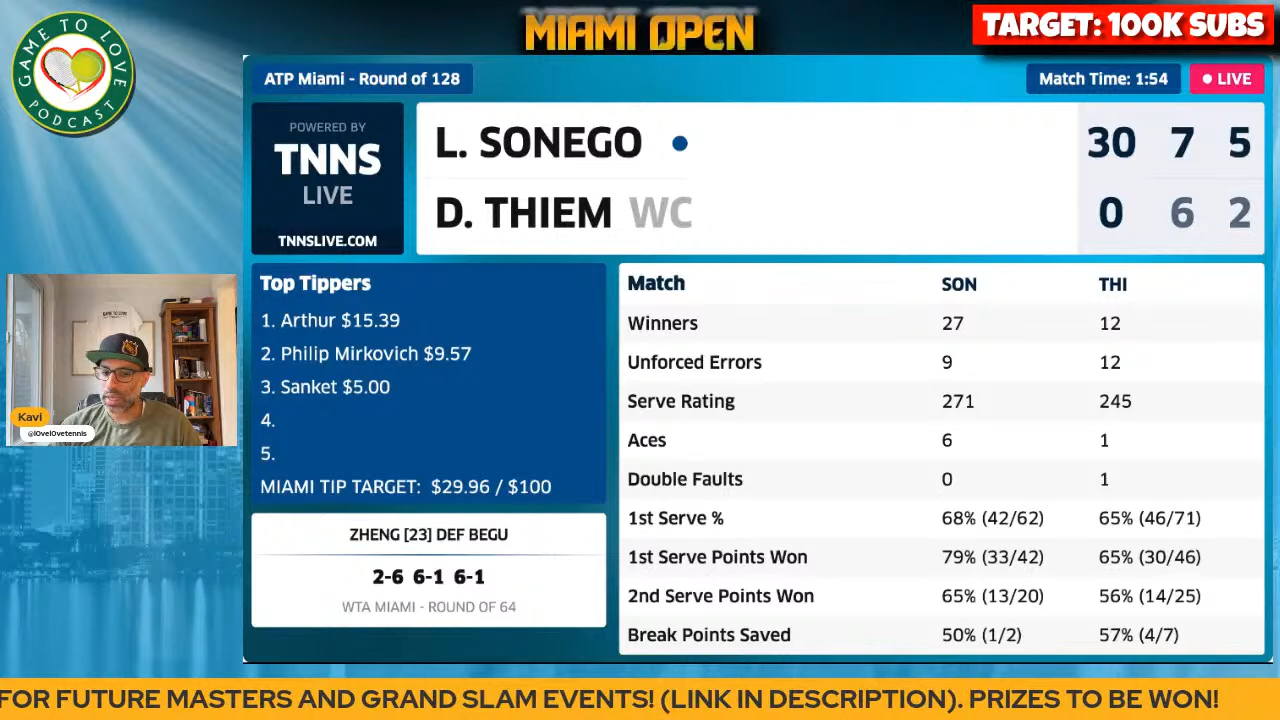 GAME TO LOVE
PODCAST
MIAMI OPEN
TARGET: 100K SUBS
ATP Miami - Round of 128
Match Time: 1:54
LIVE
POWERED BY
TNNS
LIVE
TNNSLIVE.COM
L. SONEGO 30 7 5
D. THIEM WC 0 6 2
Top Tippers
1. Arthur $15.39
2. Philip Mirkovich $9.57
3. Sanket $5.00
4.
5.
MIAMI TIP TARGET: $29.96 / $100
ZHENG [23] DEF BEGU
2-6 6-1 6-1
WTA MIAMI - ROUND OF 64
Match SON THI
Winners 27 12
Unforced Errors 9 12
Serve Rating 271 245
Aces 6 1
Double Faults 0 1
1st Serve % 68% (42/62) 65% (46/71)
1st Serve Points Won 79% (33/42) 65% (30/46)
2nd Serve Points Won 65% (13/20) 56% (14/25)
Break Points Saved 50% (1/2) 57% (4/7)
Kavi
@l0vel0vetennis
FOR FUTURE MASTERS AND GRAND SLAM EVENTS! (LINK IN DESCRIPTION). PRIZES TO BE WON!